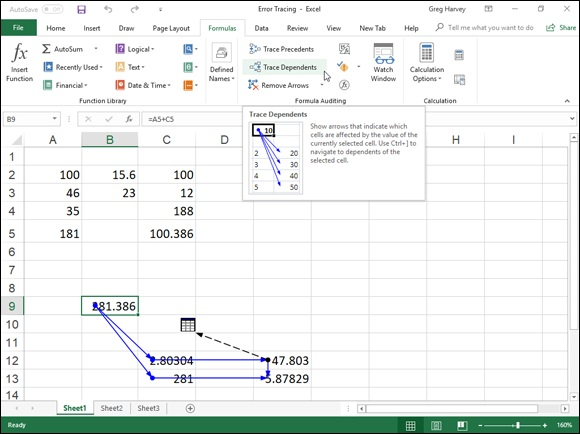 AutoSave Off Error Tracing - Excel Greg Harvey
File Home Insert Draw Page Layout Formulas Data Review View New Tab Help Tell me what you want to do Share
fx Insert Function
AutoSum
Recently Used
Financial
Logical
Text
Date & Time
Function Library
Defined Names
Trace Precedents
Trace Dependents
Remove Arrows
Formula Auditing
fx
Watch Window
Calculation Options
Calculation
B9 fx =A5+C5
Trace Dependents
Show arrows that indicate which
cells are affected by the value of the
currently selected cell. Use Ctrl+] to
navigate to dependents of the
selected cell.
10
2 20
3 30
4 40
5 50
A B C D H I
1
2 100 15.6 100
3 46 23 12
4 35 188
5 181 100.386
6
7
8
9 281.386
10
11
12 2.80304 47.803
13 281 5.87829
14
Sheet1 Sheet2 Sheet3
Ready 160%